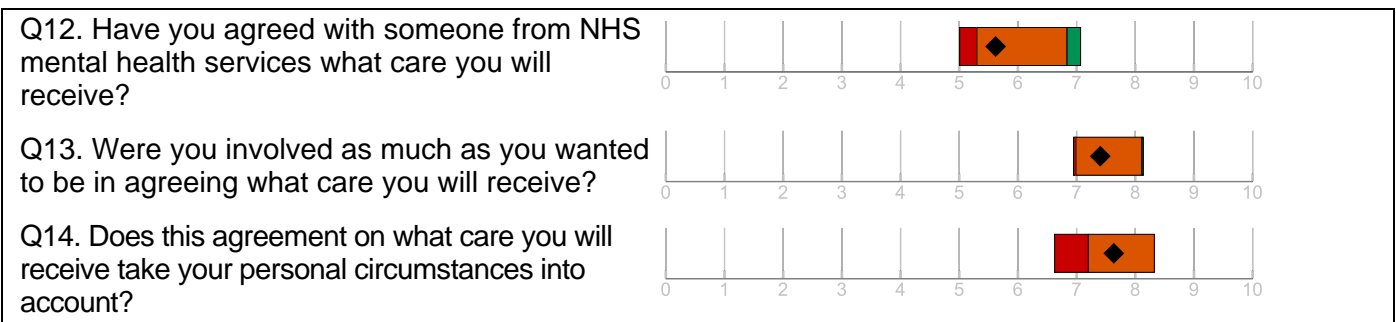 Q12. Have you agreed with someone from NHS
mental health services what care you will
receive?
0 1 2 3 4 5 6 7 8 9 10
Q13. Were you involved as much as you wanted
to be in agreeing what care you will receive?
0 1 2 3 4 5 6 7 8 9 10
Q14. Does this agreement on what care you will
receive take your personal circumstances into
account?
0 1 2 3 4 5 6 7 8 9 10